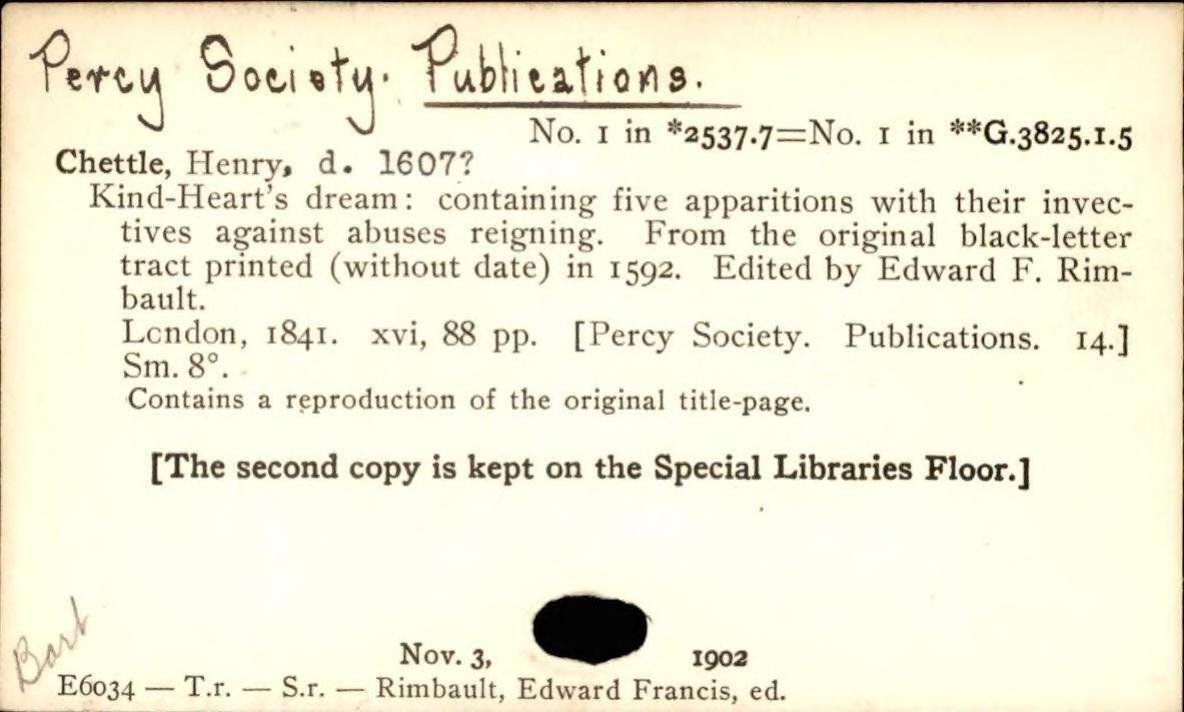 Percy Society. Publications.
No. 1 in *2537.7=No. 1 in **G.3825.1.5
Chettle, Henry, d. 1607?
Kind-Heart's dream: containing five apparitions with their invec-
tives against abuses reigning. From the original black-letter
tract printed (without date) in 1592. Edited by Edward F. Rim-
bault.
London, 1841. xvi, 88 pp. [Percy Society. Publications. 14.]
Sm. 8°.
Contains a reproduction of the original title-page.
[The second copy is kept on the Special Libraries Floor.]
Bart
Nov. 3, 1902
E6034 — T.r. — S.r. — Rimbault, Edward Francis, ed.